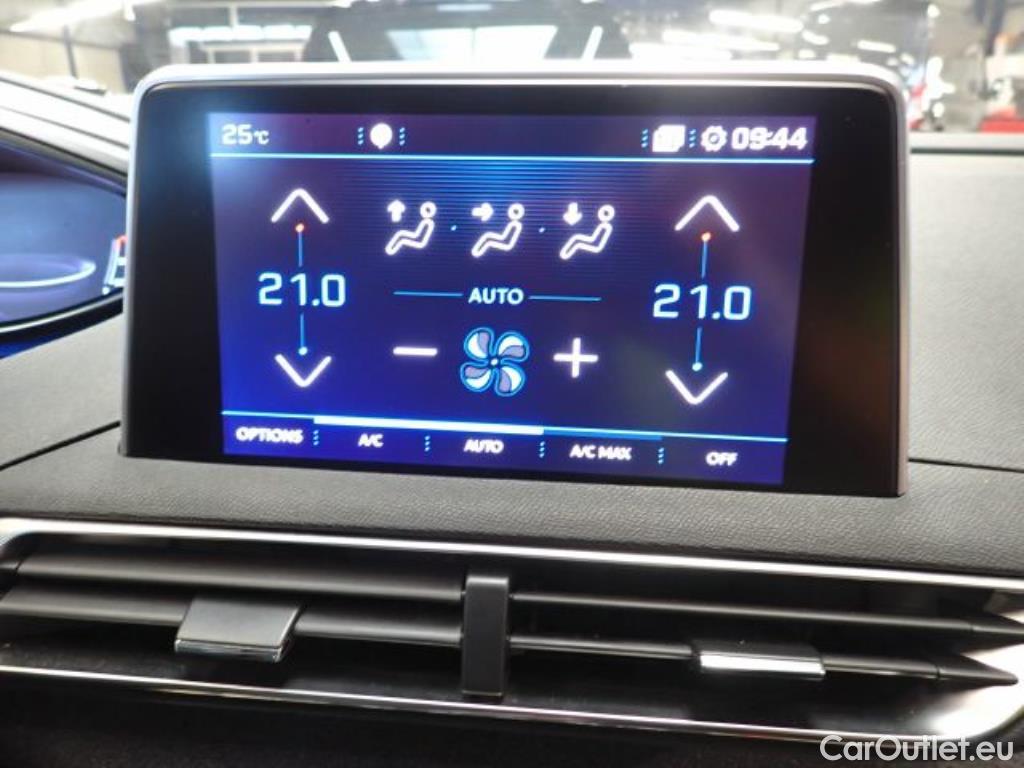 25°C 09:44
21.0 21.0
AUTO
OPTIONS A/C AUTO A/C MAX OFF
CarOutlet.eu